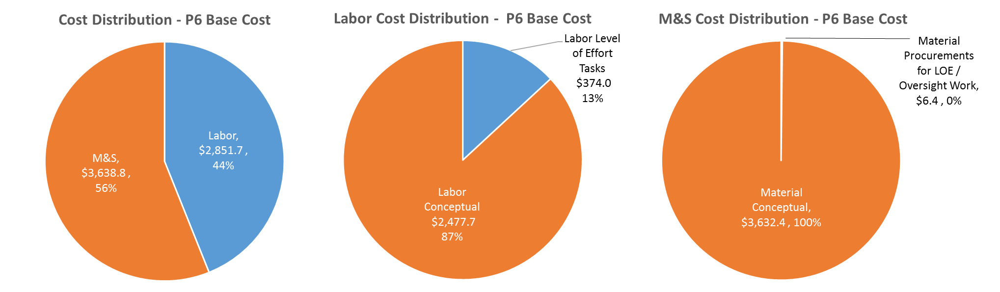 Cost Distribution - P6 Base Cost
Labor,
$2,851.7 ,
44%
M&S,
$3,638.8 ,
56%
Labor Cost Distribution -  P6 Base Cost
Labor Level
of Effort
Tasks
$374.0
13%
Labor
Conceptual
$2,477.7
87%
M&S Cost Distribution - P6 Base Cost
Material
Procurements
for LOE /
Oversight Work,
$6.4 , 0%
Material
Conceptual,
$3,632.4 , 100%